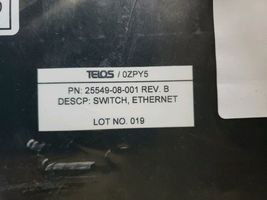 TELOS / 0ZPY5
PN: 25549-08-001 REV. B
DESCP: SWITCH, ETHERNET
LOT NO. 019